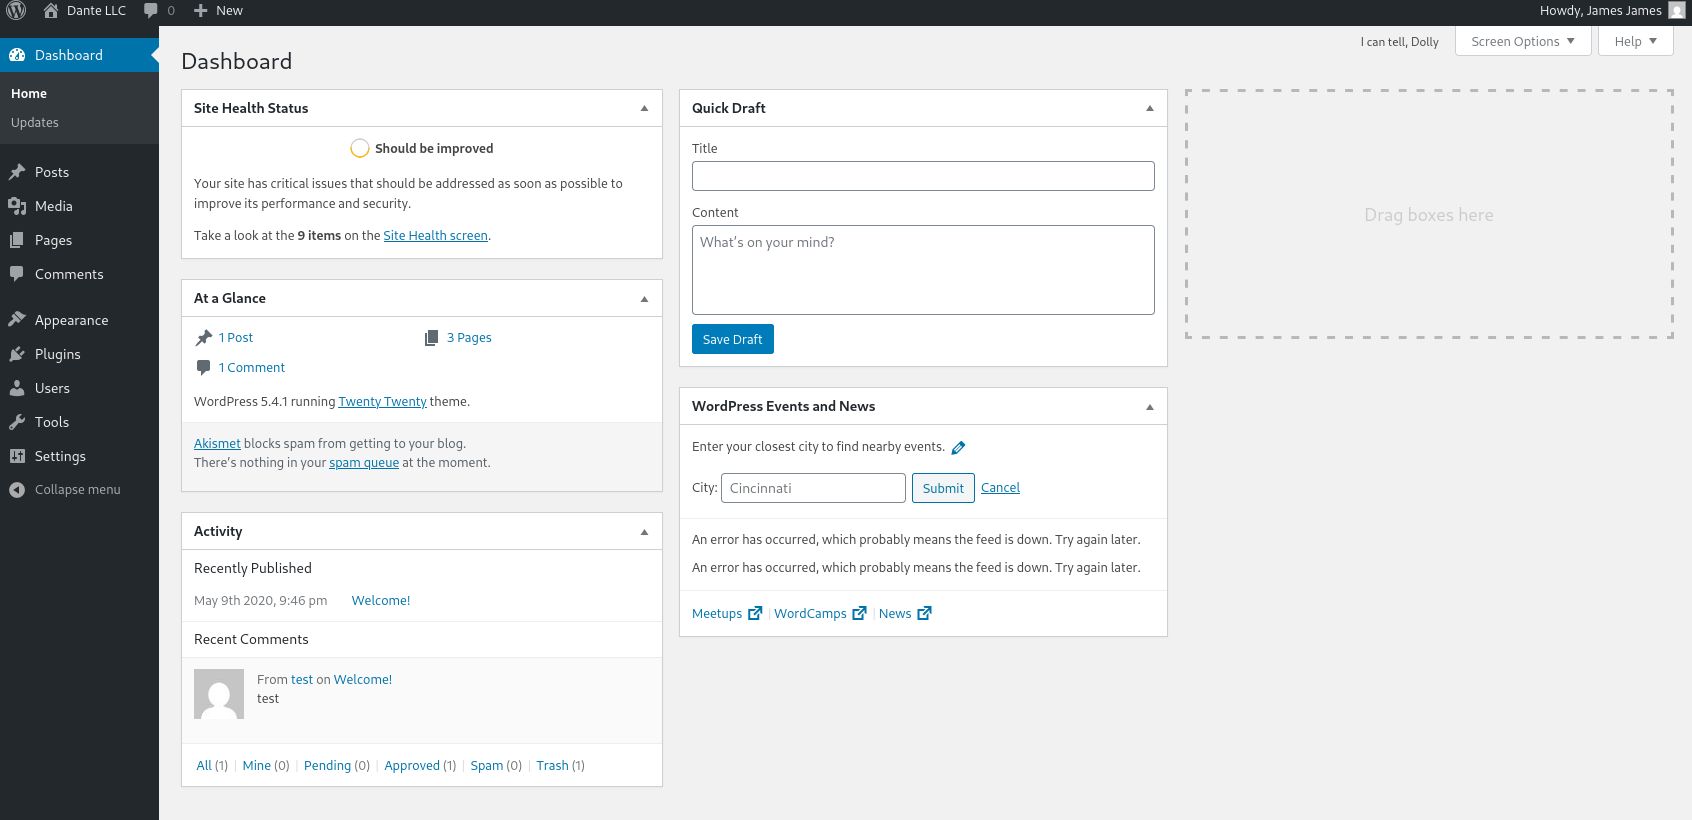 Dante LLC
0
New
Howdy, James James
Dashboard
Home
Updates
Posts
Media
Pages
Comments
Appearance
Plugins
Users
Tools
Settings
Collapse menu
I can tell, Dolly
Screen Options
Help
Dashboard
Site Health Status
Should be improved
Your site has critical issues that should be addressed as soon as possible to
improve its performance and security.
Take a look at the 9 items on the Site Health screen.
At a Glance
1 Post
3 Pages
1 Comment
WordPress 5.4.1 running Twenty Twenty theme.
Akismet blocks spam from getting to your blog.
There’s nothing in your spam queue at the moment.
Activity
Recently Published
May 9th 2020, 9:46 pm Welcome!
Recent Comments
From test on Welcome!
test
All (1) | Mine (0) | Pending (0) | Approved (1) | Spam (0) | Trash (1)
Quick Draft
Title
Content
What’s on your mind?
Save Draft
WordPress Events and News
Enter your closest city to find nearby events.
City: Cincinnati Submit Cancel
An error has occurred, which probably means the feed is down. Try again later.
An error has occurred, which probably means the feed is down. Try again later.
Meetups | WordCamps | News
Drag boxes here